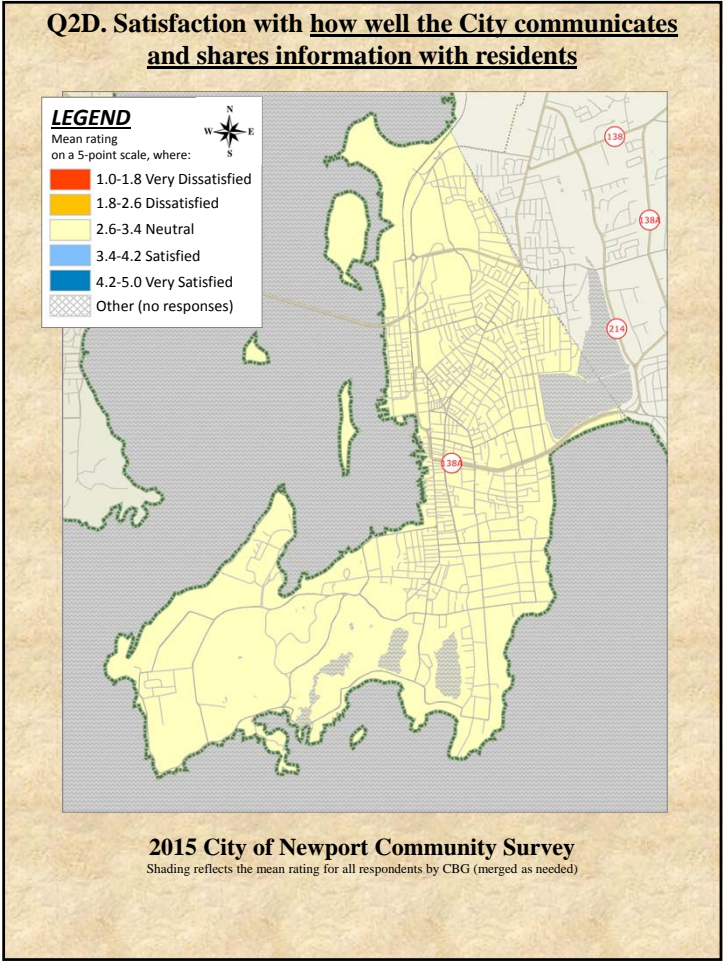 Q2D. Satisfaction with how well the City communicates
and shares information with residents
LEGEND
Mean rating
on a 5-point scale, where:
N
W E
S
1.0-1.8 Very Dissatisfied
1.8-2.6 Dissatisfied
2.6-3.4 Neutral
3.4-4.2 Satisfied
4.2-5.0 Very Satisfied
Other (no responses)
138
138A
214
138A
2015 City of Newport Community Survey
Shading reflects the mean rating for all respondents by CBG (merged as needed)